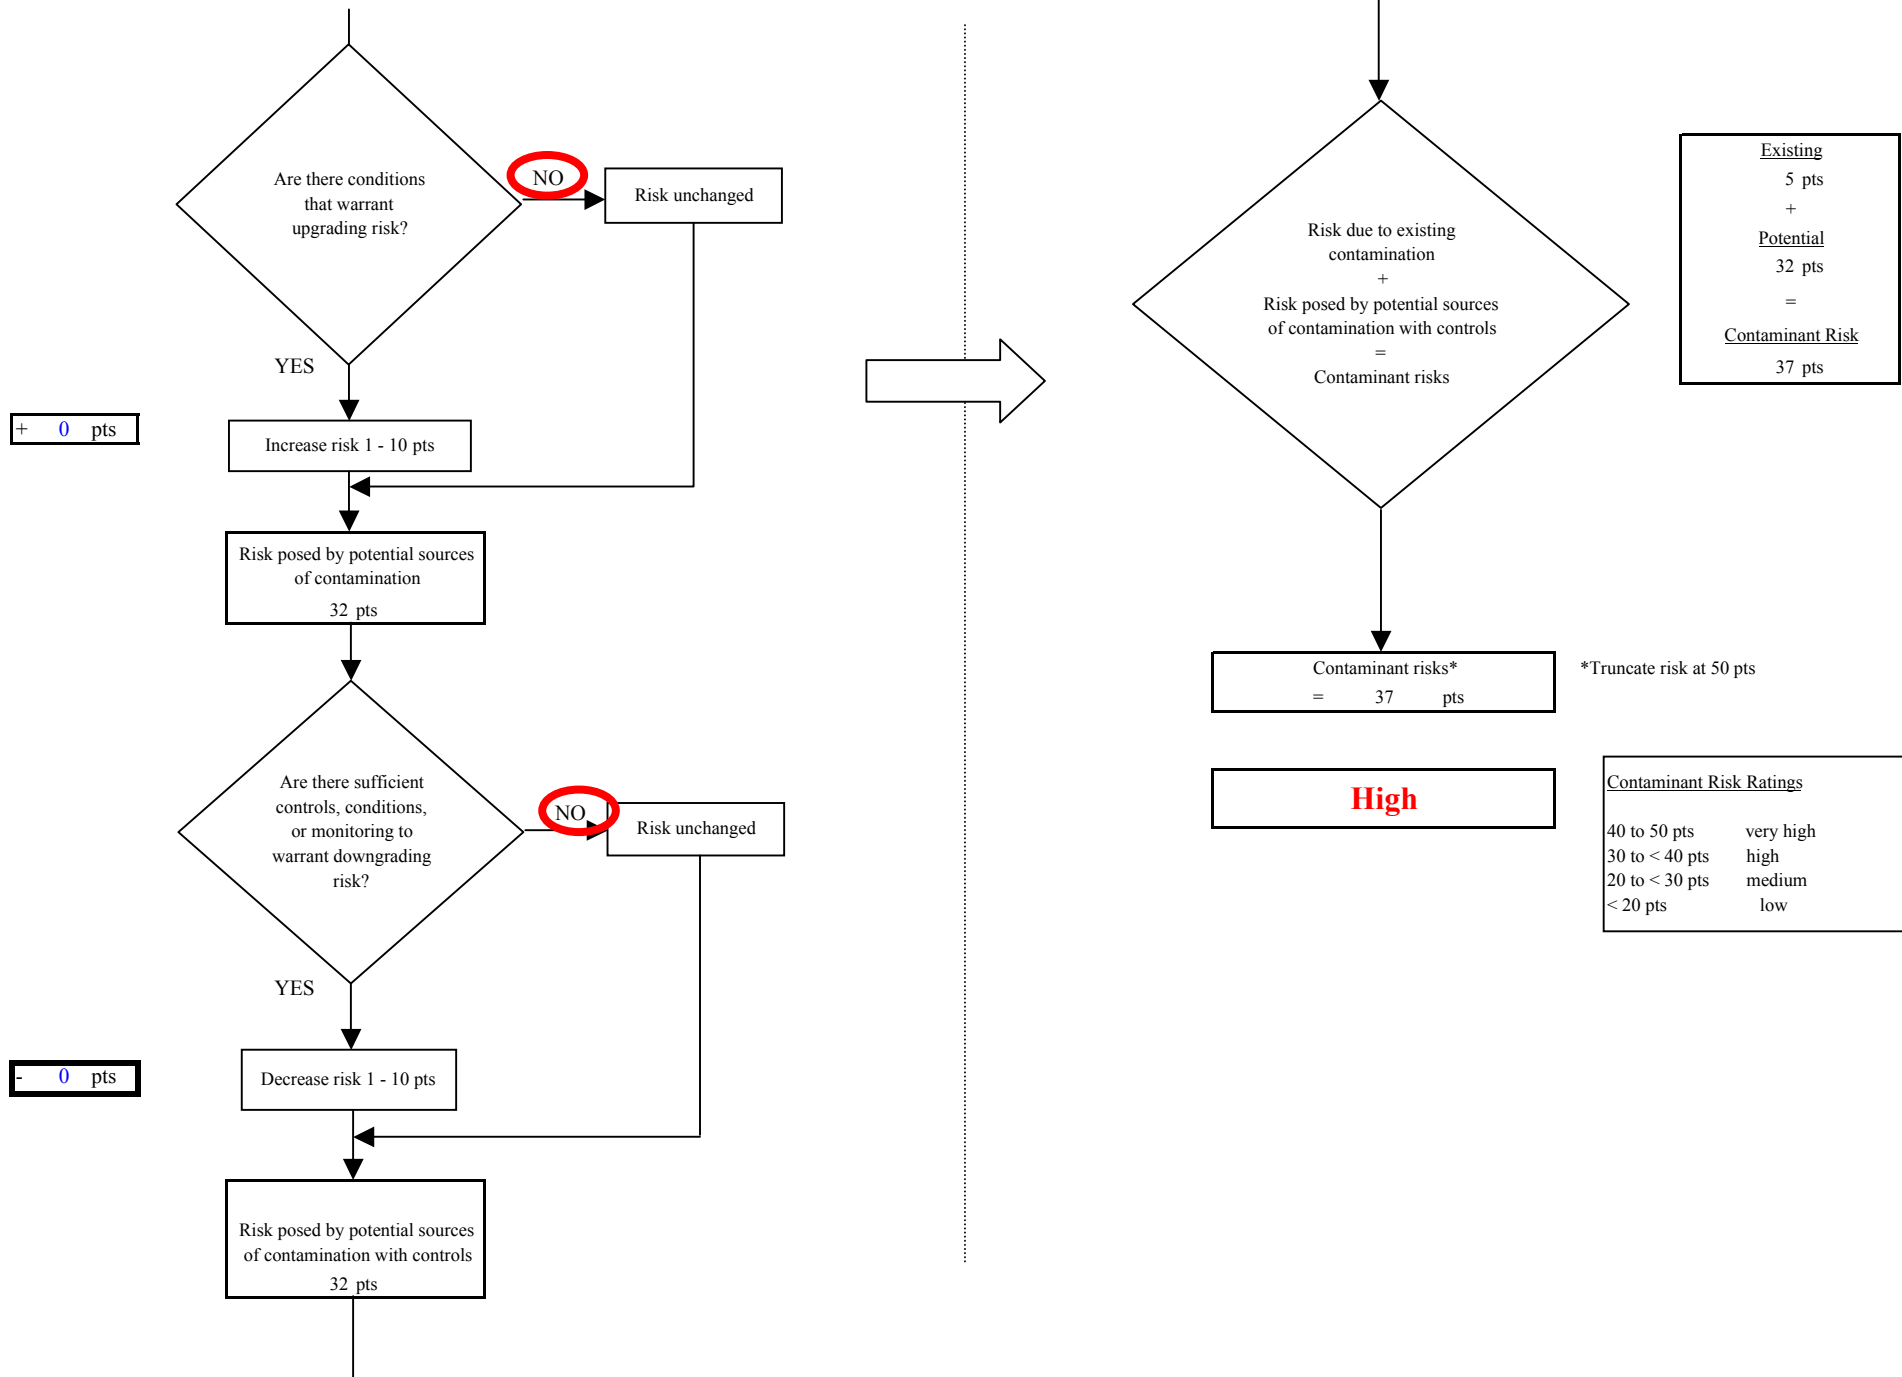 Are there conditions
that warrant
upgrading risk?
NO
Risk unchanged
YES
+ 0 pts
Increase risk 1 - 10 pts
Risk posed by potential sources
of contamination
32 pts
Are there sufficient
controls, conditions,
or monitoring to
warrant downgrading
risk?
NO
Risk unchanged
YES
- 0 pts
Decrease risk 1 - 10 pts
Risk posed by potential sources
of contamination with controls
32 pts
Risk due to existing
contamination
+
Risk posed by potential sources
of contamination with controls
=
Contaminant risks
Existing
5 pts
+
Potential
32 pts
=
Contaminant Risk
37 pts
Contaminant risks*
= 37 pts
*Truncate risk at 50 pts
High
Contaminant Risk Ratings
40 to 50 pts very high
30 to < 40 pts high
20 to < 30 pts medium
< 20 pts low